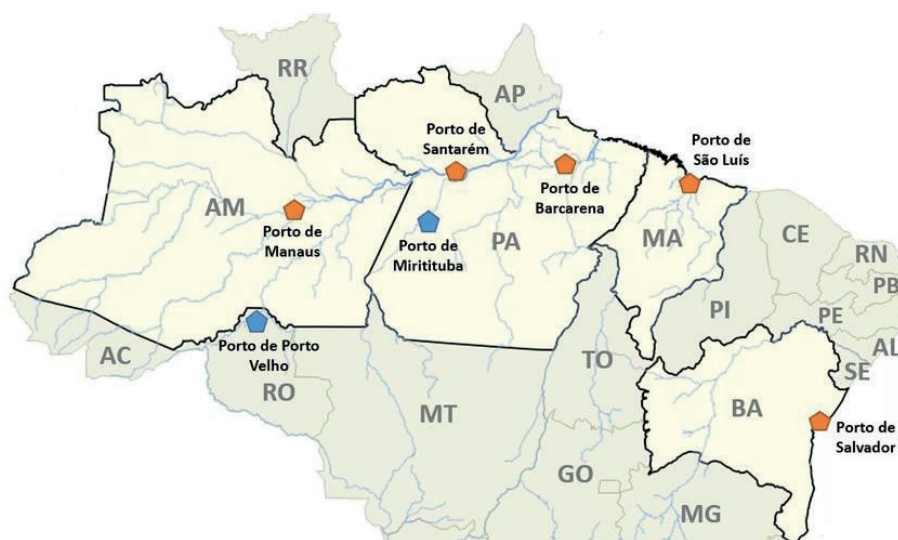 RR
AP
Porto de
Santarém
Porto de
São Luís
Porto de
Barcarena
AM
Porto de
Manaus
Porto de
Miritituba
PA
MA
CE
RN
PB
PI
PE
AL
SE
Porto de Porto
Velho
AC
RO
MT
TO
BA
Porto de
Salvador
GO
MG